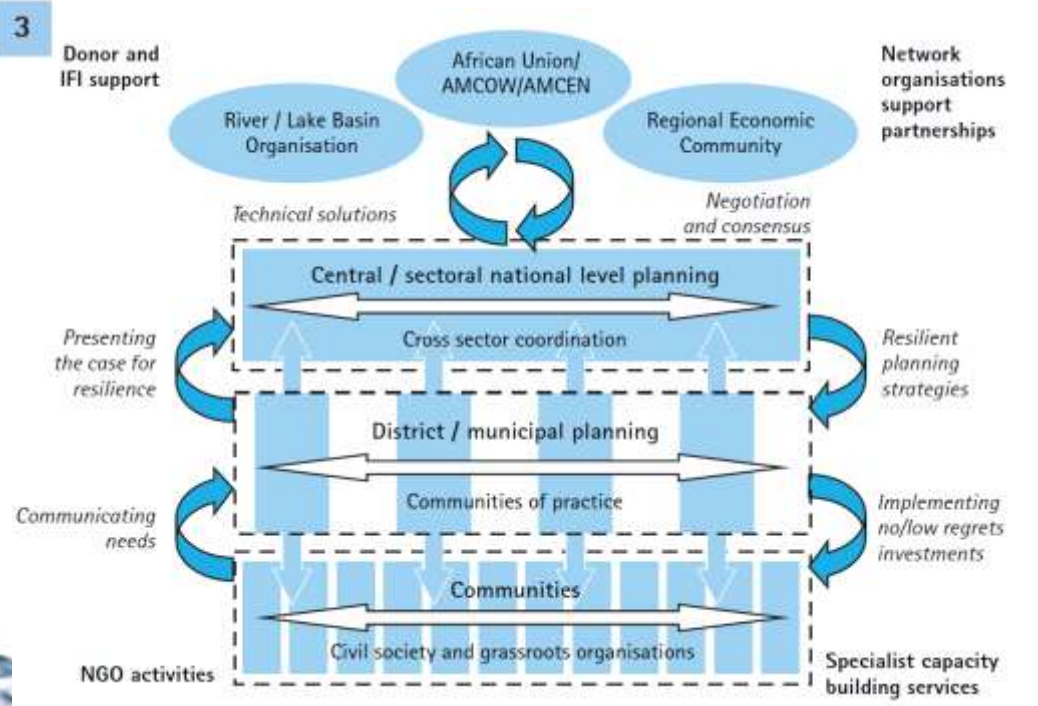 3
Donor and
IFI support
African Union/
AMCOW/AMCEN
Network
organisations
support
partnerships
River / Lake Basin
Organisation
Regional Economic
Community
Technical solutions
Negotiation
and consensus
Central / sectoral national level planning
Cross sector coordination
Presenting
the case for
resilience
Resilient
planning
strategies
District / municipal planning
Communities of practice
Communicating
needs
Implementing
no/low regrets
investments
Communities
Civil society and grassroots organisations
NGO activities
Specialist capacity
building services